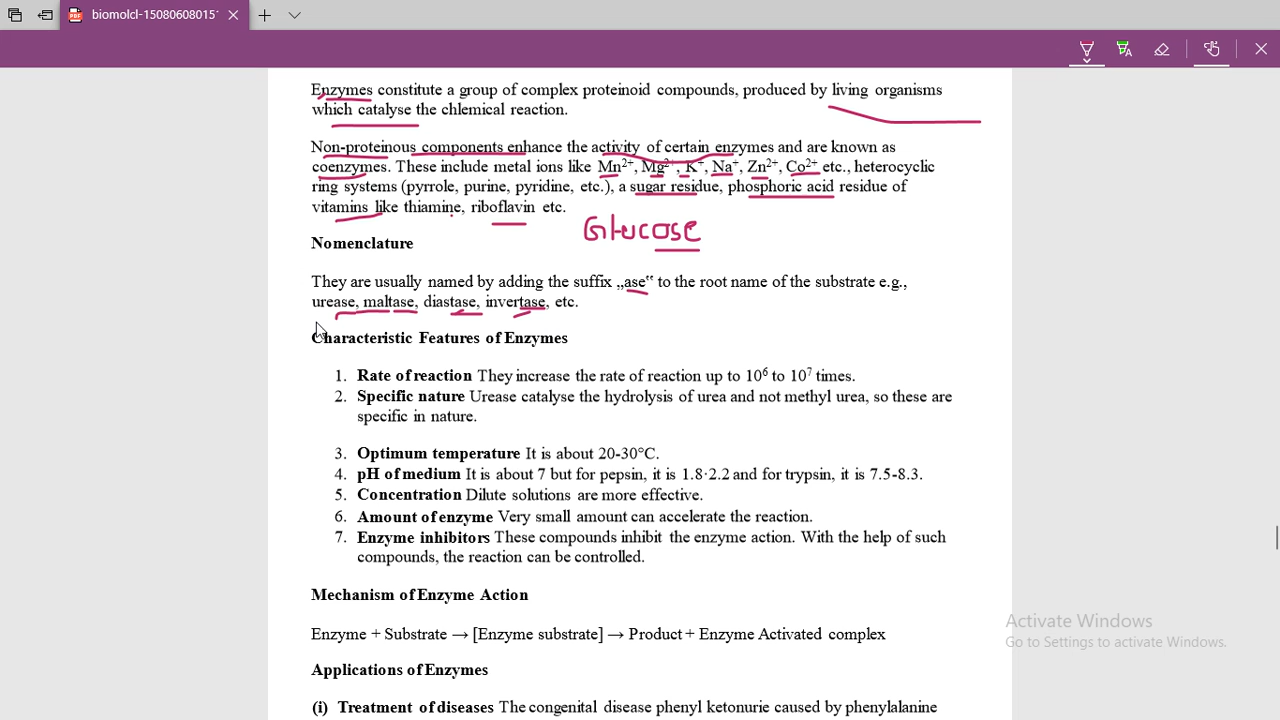 biomolcl-15080608015
Enzymes constitute a group of complex proteinoid compounds, produced by living organisms
which catalyse the chlemical reaction.
Non-proteinous components enhance the activity of certain enzymes and are known as
coenzymes. These include metal ions like Mn²⁺, Mg²⁺, K⁺, Na⁺, Zn²⁺, Co²⁺ etc., heterocyclic
ring systems (pyrrole, purine, pyridine, etc.), a sugar residue, phosphoric acid residue of
vitamins like thiamine, riboflavin etc.
Glucose
Nomenclature
They are usually named by adding the suffix „ase‟ to the root name of the substrate e.g.,
urease, maltase, diastase, invertase, etc.
Characteristic Features of Enzymes
1. Rate of reaction They increase the rate of reaction up to 10⁶ to 10⁷ times.
2. Specific nature Urease catalyse the hydrolysis of urea and not methyl urea, so these are
specific in nature.
3. Optimum temperature It is about 20-30°C.
4. pH of medium It is about 7 but for pepsin, it is 1.8·2.2 and for trypsin, it is 7.5-8.3.
5. Concentration Dilute solutions are more effective.
6. Amount of enzyme Very small amount can accelerate the reaction.
7. Enzyme inhibitors These compounds inhibit the enzyme action. With the help of such
compounds, the reaction can be controlled.
Mechanism of Enzyme Action
Enzyme + Substrate → [Enzyme substrate] → Product + Enzyme Activated complex
Activate Windows
Go to Settings to activate Windows.
Applications of Enzymes
(i) Treatment of diseases The congenital disease phenyl ketonurie caused by phenylalanine